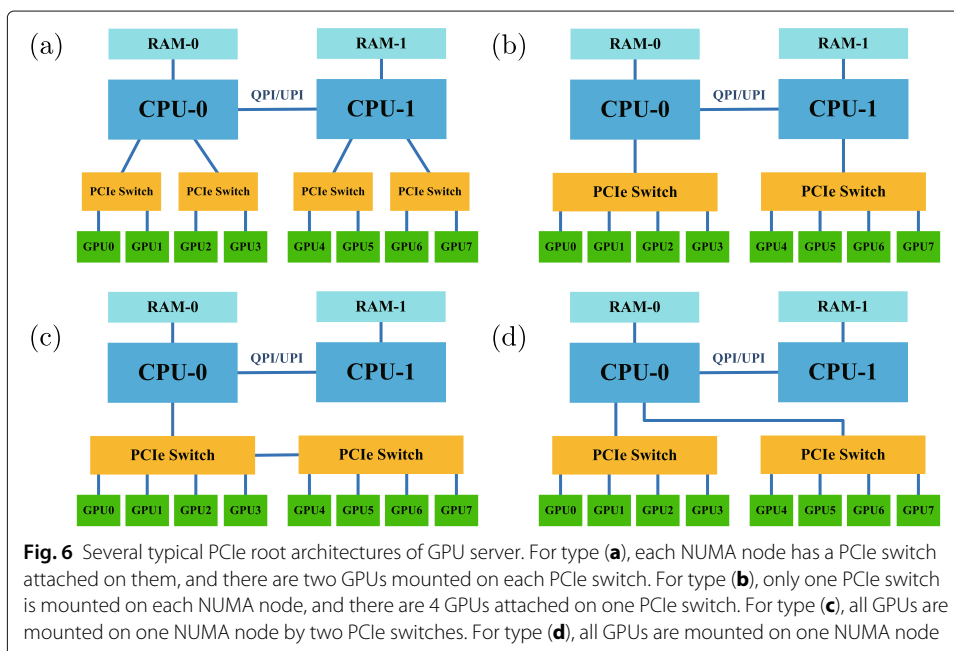 (a)
RAM-0
RAM-1
QPI/UPI
CPU-0
CPU-1
PCIe Switch
PCIe Switch
PCIe Switch
PCIe Switch
GPU0
GPU1
GPU2
GPU3
GPU4
GPU5
GPU6
GPU7
(b)
RAM-0
RAM-1
QPI/UPI
CPU-0
CPU-1
PCIe Switch
PCIe Switch
GPU0
GPU1
GPU2
GPU3
GPU4
GPU5
GPU6
GPU7
(c)
RAM-0
RAM-1
QPI/UPI
CPU-0
CPU-1
PCIe Switch
PCIe Switch
GPU0
GPU1
GPU2
GPU3
GPU4
GPU5
GPU6
GPU7
(d)
RAM-0
RAM-1
QPI/UPI
CPU-0
CPU-1
PCIe Switch
PCIe Switch
GPU0
GPU1
GPU2
GPU3
GPU4
GPU5
GPU6
GPU7
Fig. 6 Several typical PCIe root architectures of GPU server. For type (a), each NUMA node has a PCIe switch
attached on them, and there are two GPUs mounted on each PCIe switch. For type (b), only one PCIe switch
is mounted on each NUMA node, and there are 4 GPUs attached on one PCIe switch. For type (c), all GPUs are
mounted on one NUMA node by two PCIe switches. For type (d), all GPUs are mounted on one NUMA node